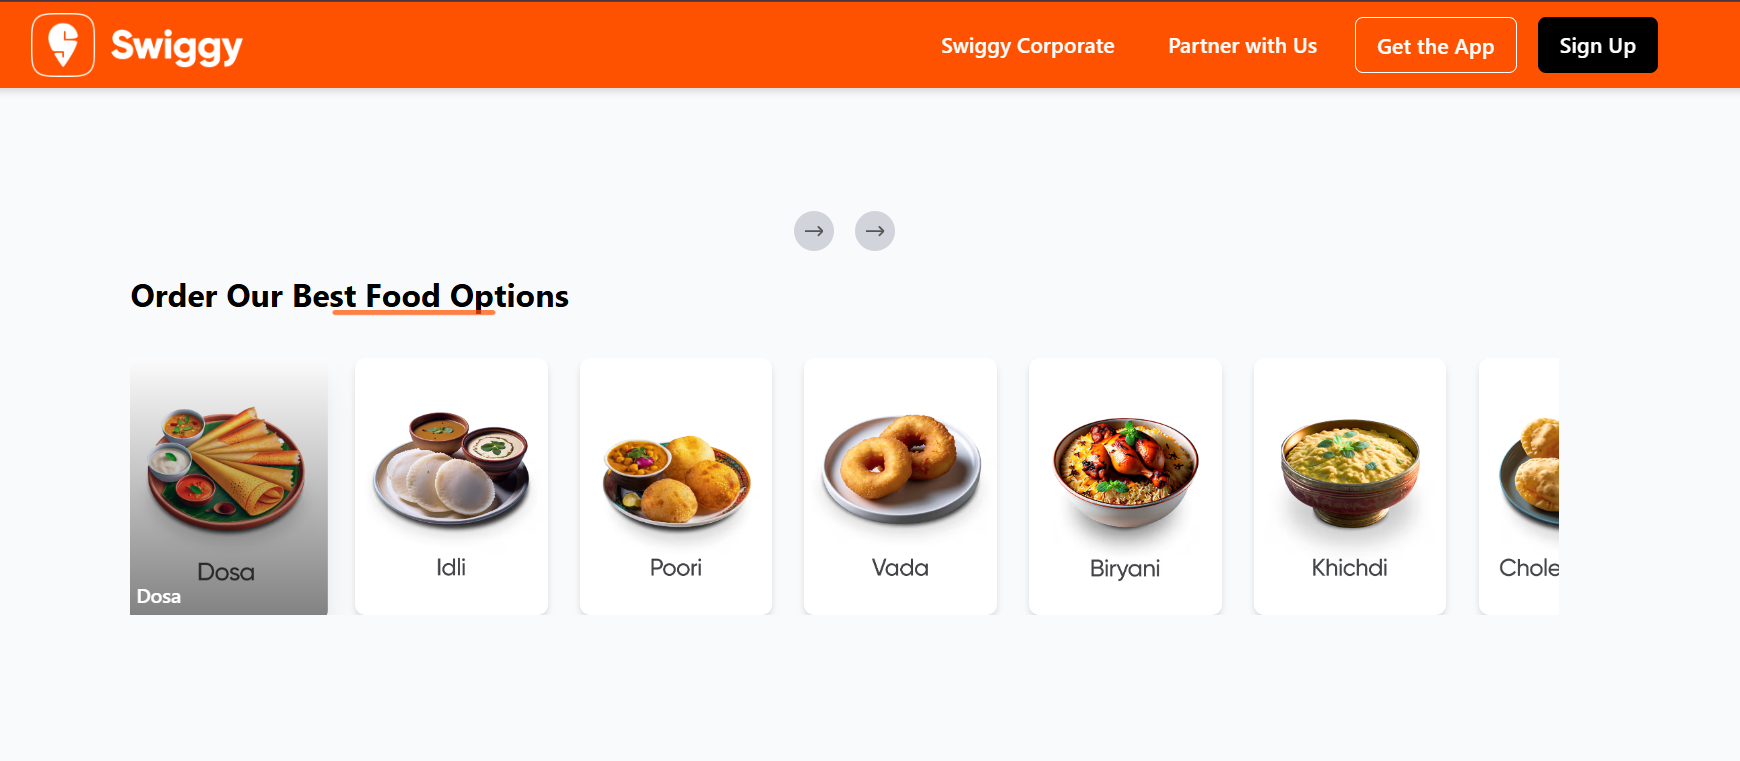 Swiggy
Swiggy Corporate
Partner with Us
Get the App
Sign Up
Order Our Best Food Options
Dosa
Dosa
Idli
Poori
Vada
Biryani
Khichdi
Chole